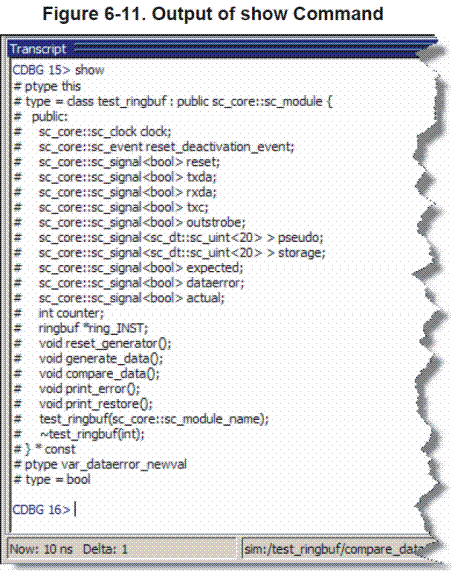 Figure 6-11. Output of show Command
Transcript
CDBG 15> show
# ptype this
# type = class test_ringbuf : public sc_core::sc_module {
# public:
# sc_core::sc_clock clock;
# sc_core::sc_event reset_deactivation_event;
# sc_core::sc_signal<bool> reset;
# sc_core::sc_signal<bool> txda;
# sc_core::sc_signal<bool> rxda;
# sc_core::sc_signal<bool> txc;
# sc_core::sc_signal<bool> outstrobe;
# sc_core::sc_signal<sc_dt::sc_uint<20> > pseudo;
# sc_core::sc_signal<sc_dt::sc_uint<20> > storage;
# sc_core::sc_signal<bool> expected;
# sc_core::sc_signal<bool> dataerror;
# sc_core::sc_signal<bool> actual;
# int counter;
# ringbuf *ring_INST;
# void reset_generator();
# void generate_data();
# void compare_data();
# void print_error();
# void print_restore();
# test_ringbuf(sc_core::sc_module_name);
# ~test_ringbuf(int);
# } * const
# ptype var_dataerror_newval
# type = bool
CDBG 16>
Now: 10 ns Delta: 1
sim:/test_ringbuf/compare_data